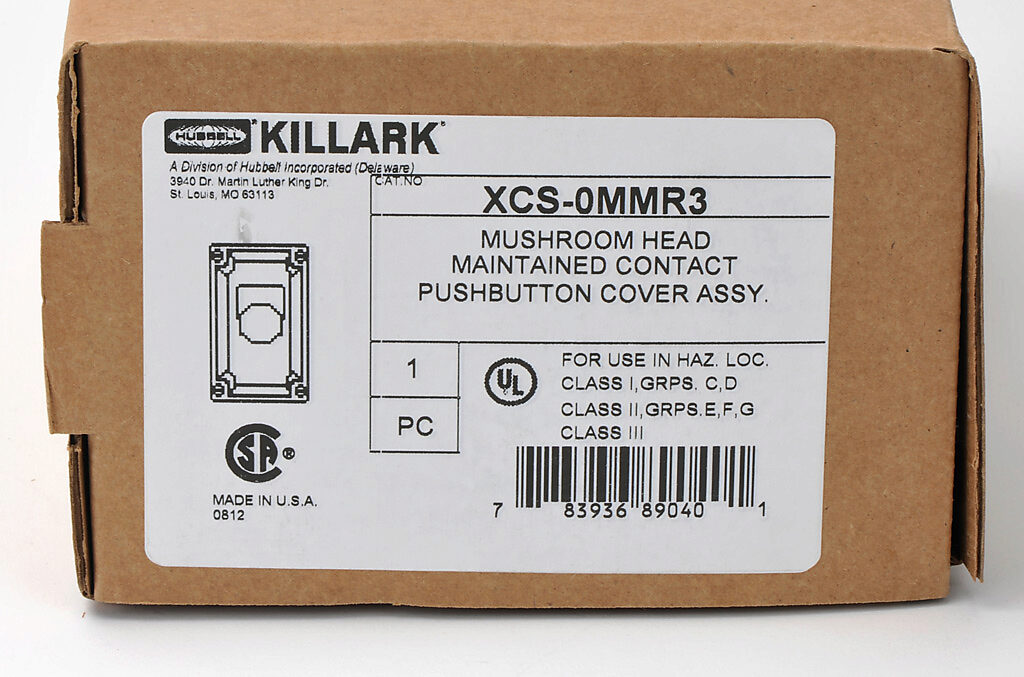 HUBBELL® KILLARK®
A Division of Hubbell Incorporated (Delaware)
3940 Dr. Martin Luther King Dr.
St. Louis, MO 63113
CAT.NO
XCS-0MMR3
MUSHROOM HEAD
MAINTAINED CONTACT
PUSHBUTTON COVER ASSY.
1
PC
UL
FOR USE IN HAZ. LOC.
CLASS I,GRPS. C,D
CLASS II,GRPS.E,F,G
CLASS III
CSA®
MADE IN U.S.A.
0812
7 83936 89040 1